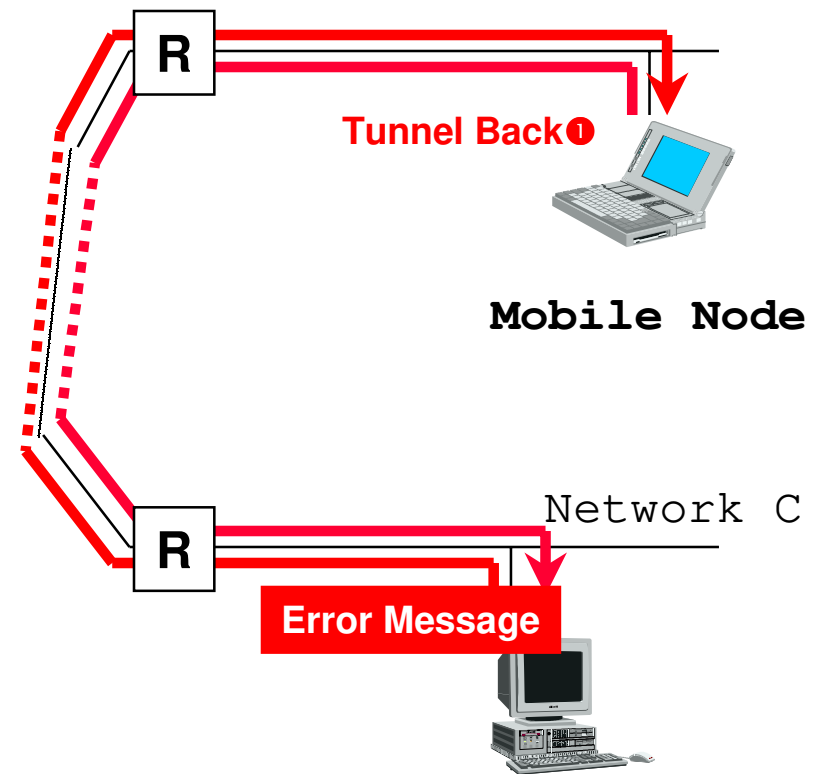 R
Tunnel Back❶
Mobile Node
Network C
R
Error Message